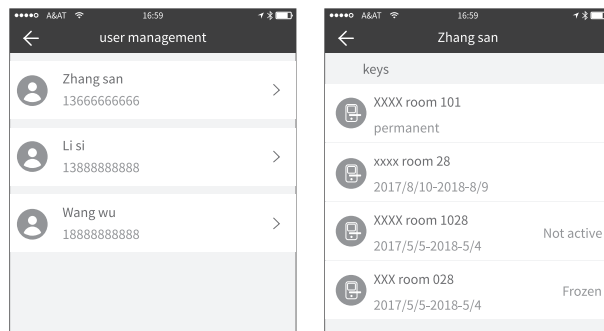 A&AT 16:59
user management
Zhang san
13666666666
Li si
13888888888
Wang wu
18888888888
A&AT 16:59
Zhang san
keys
XXXX room 101
permanent
xxxx room 28
2017/8/10-2018-8/9
XXXX room 1028
2017/5/5-2018-5/4 Not active
XXX room 028
2017/5/5-2018-5/4 Frozen